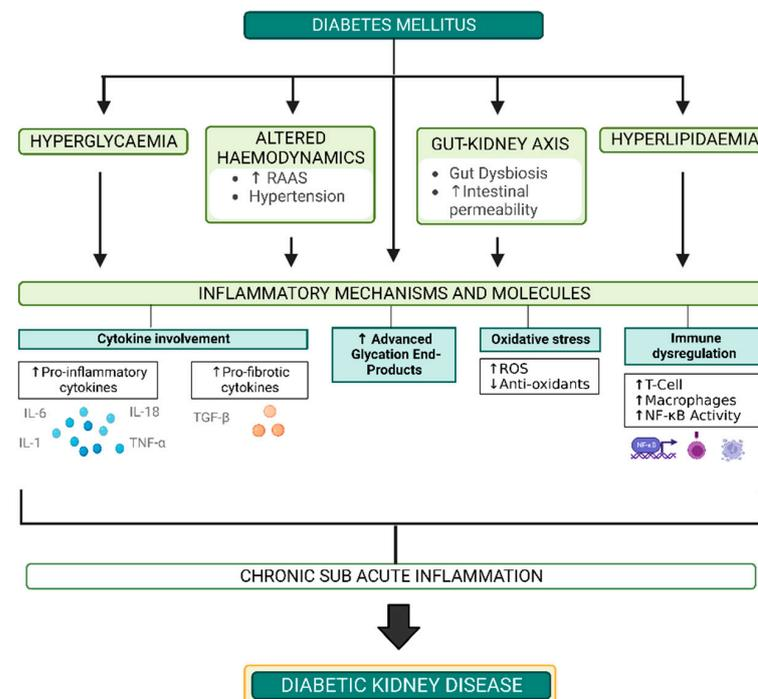 DIABETES MELLITUS
HYPERGLYCAEMIA
ALTERED
HAEMODYNAMICS
• ↑ RAAS
• Hypertension
GUT-KIDNEY AXIS
• Gut Dysbiosis
• ↑Intestinal
permeability
HYPERLIPIDAEMIA
INFLAMMATORY MECHANISMS AND MOLECULES
Cytokine involvement
↑Pro-inflammatory
cytokines
IL-6
IL-18
IL-1
TNF-α
↑Pro-fibrotic
cytokines
TGF-β
↑ Advanced
Glycation End-
Products
Oxidative stress
↑ROS
↓Anti-oxidants
Immune
dysregulation
↑T-Cell
↑Macrophages
↑NF-κB Activity
NF-κB
CHRONIC SUB ACUTE INFLAMMATION
DIABETIC KIDNEY DISEASE